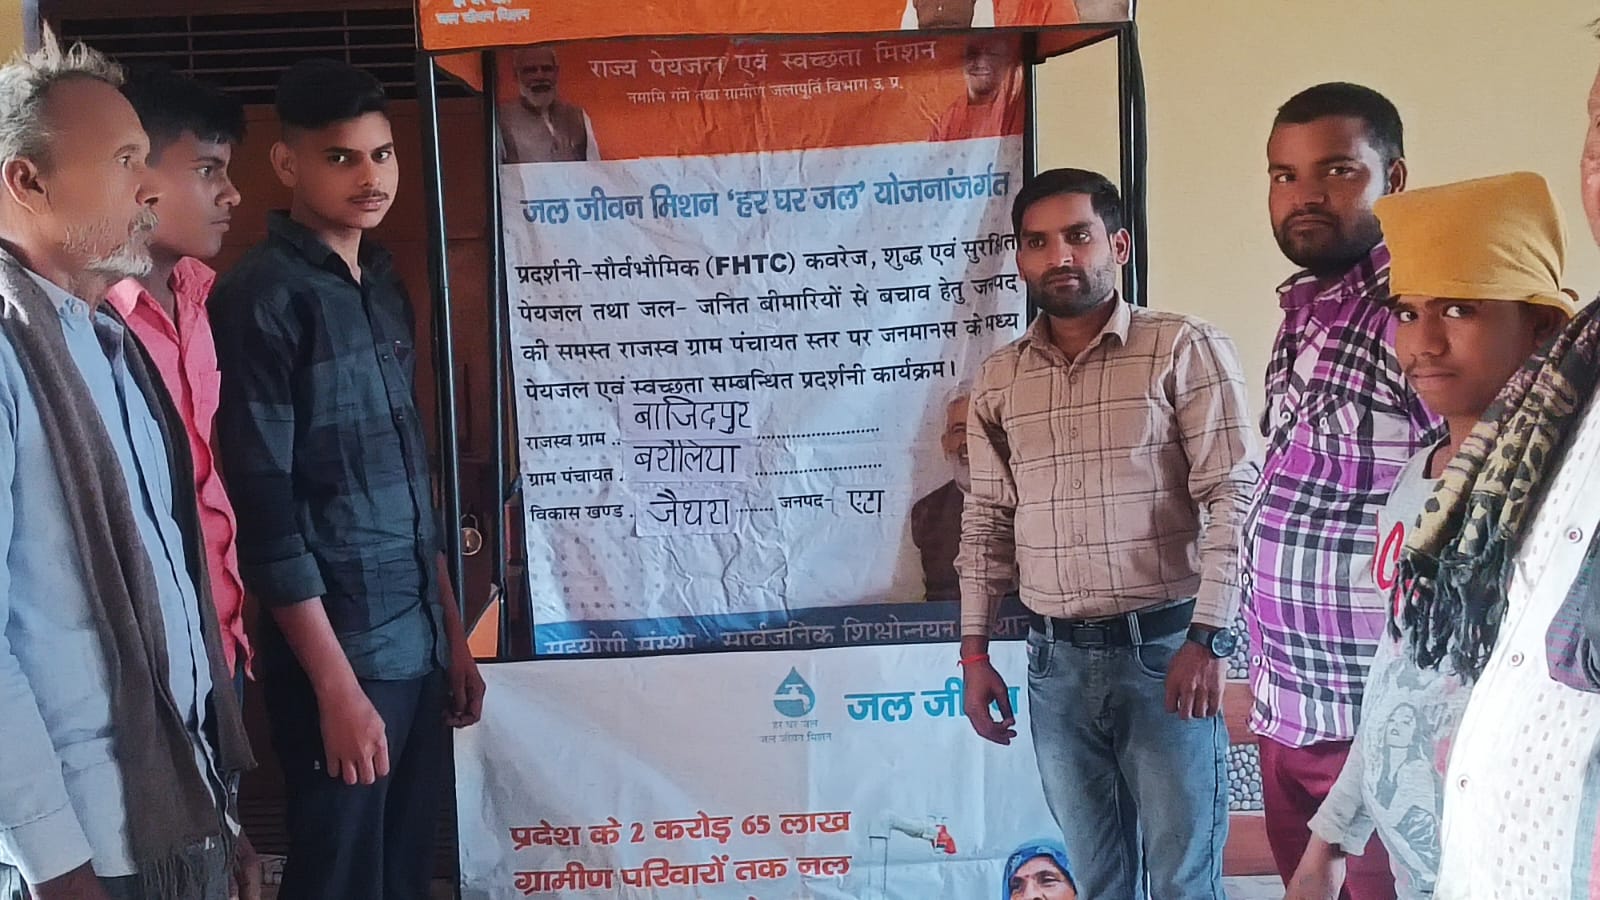 जल जीवन मिशन
राज्य पेयजल एवं स्वच्छता मिशन
नमामि गंगे तथा ग्रामीण जलापूर्ति विभाग उ. प्र.
जल जीवन मिशन ‘हर घर जल’ योजनांजर्गत
प्रदर्शनी-सौर्वभौमिक (FHTC) कवरेज, शुद्ध एवं सुरक्षित
पेयजल तथा जल- जनित बीमारियों से बचाव हेतु जनपद
की समस्त राजस्व ग्राम पंचायत स्तर पर जनमानस के मध्य
पेयजल एवं स्वच्छता सम्बन्धित प्रदर्शनी कार्यक्रम।
राजस्व ग्राम .. बाजिदपुर ....................
ग्राम पंचायत . बरौलिया ....................
विकास खण्ड . जैथरा ........ जनपद- एटा
सहयोगी संस्था : सार्वजनिक शिक्षोन्नयन
हर घर जल
जल जीवन मिशन
जल
प्रदेश के 2 करोड़ 65 लाख
ग्रामीण परिवारों तक नल